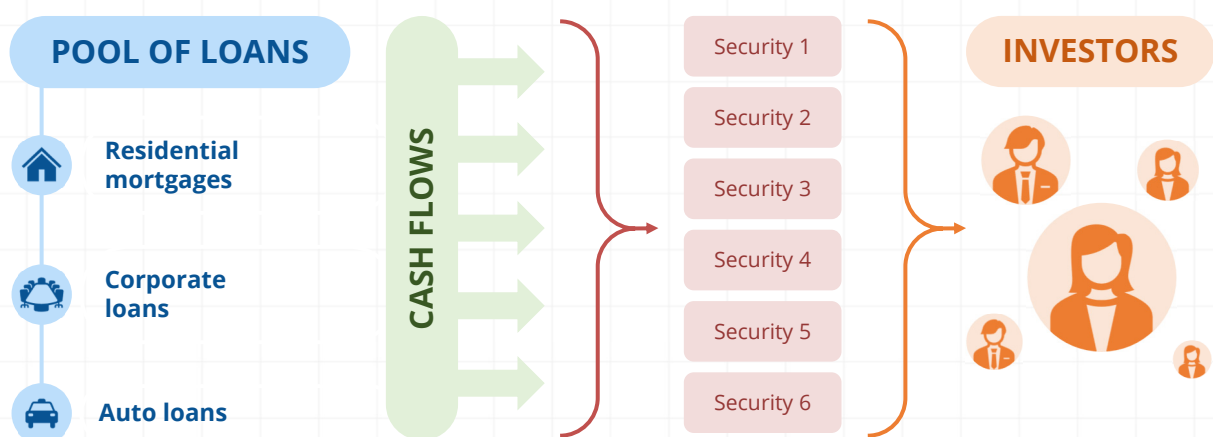 POOL OF LOANS
Residential
mortgages
Corporate
loans
Auto loans
CASH FLOWS
Security 1
Security 2
Security 3
Security 4
Security 5
Security 6
INVESTORS